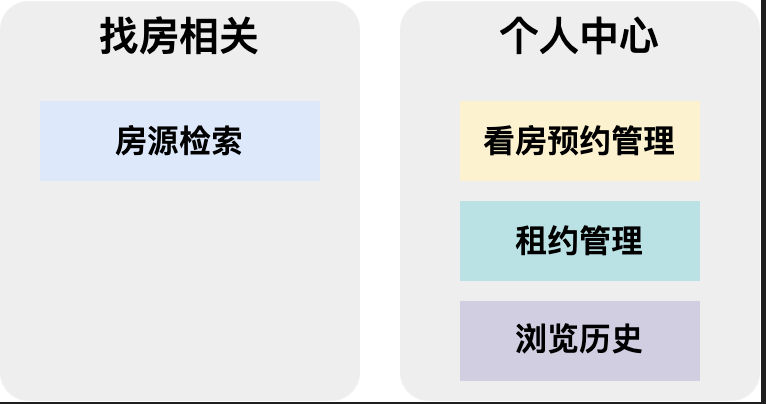 找房相关
房源检索
个人中心
看房预约管理
租约管理
浏览历史